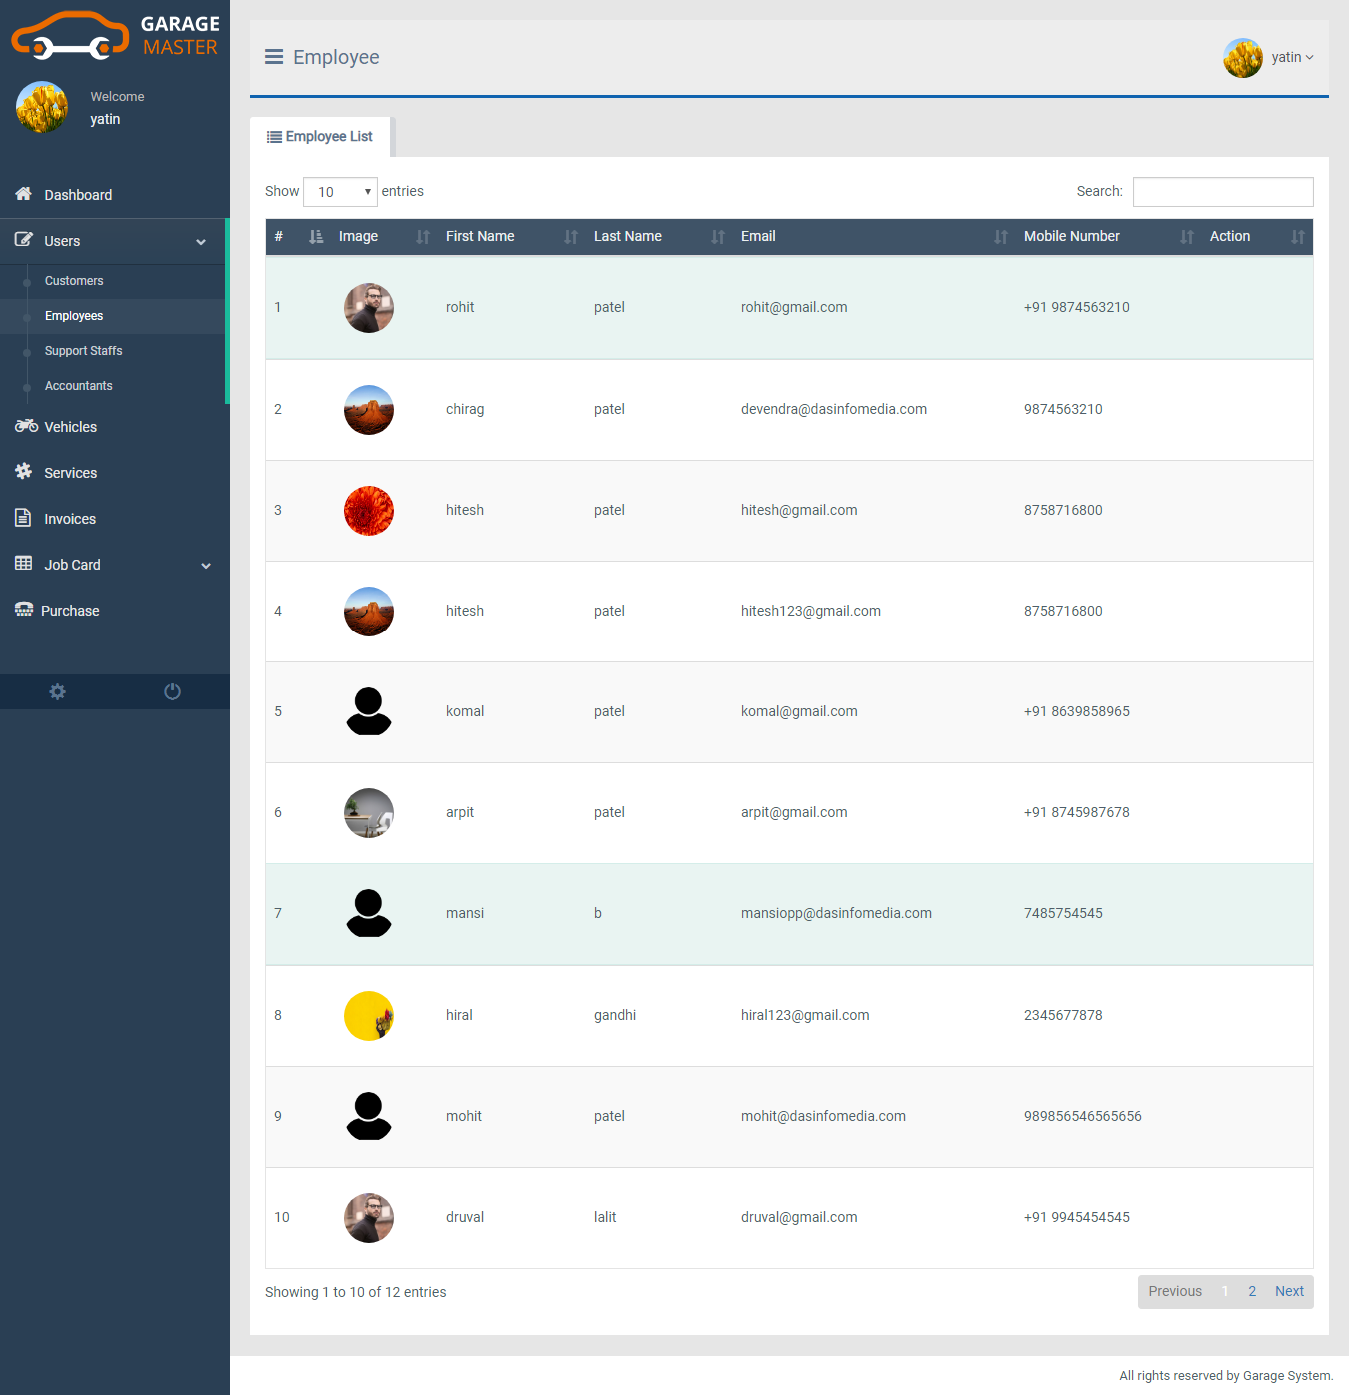 GARAGE
MASTER
Welcome
yatin
Dashboard
Users
Customers
Employees
Support Staffs
Accountants
Vehicles
Services
Invoices
Job Card
Purchase
Employee
yatin
Employee List
Show 10 entries
Search:
# Image First Name Last Name Email Mobile Number Action
1 rohit patel rohit@gmail.com +91 9874563210
2 chirag patel devendra@dasinfomedia.com 9874563210
3 hitesh patel hitesh@gmail.com 8758716800
4 hitesh patel hitesh123@gmail.com 8758716800
5 komal patel komal@gmail.com +91 8639858965
6 arpit patel arpit@gmail.com +91 8745987678
7 mansi b mansiopp@dasinfomedia.com 7485754545
8 hiral gandhi hiral123@gmail.com 2345677878
9 mohit patel mohit@dasinfomedia.com 989856546565656
10 druval lalit druval@gmail.com +91 9945454545
Showing 1 to 10 of 12 entries
Previous 1 2 Next
All rights reserved by Garage System.